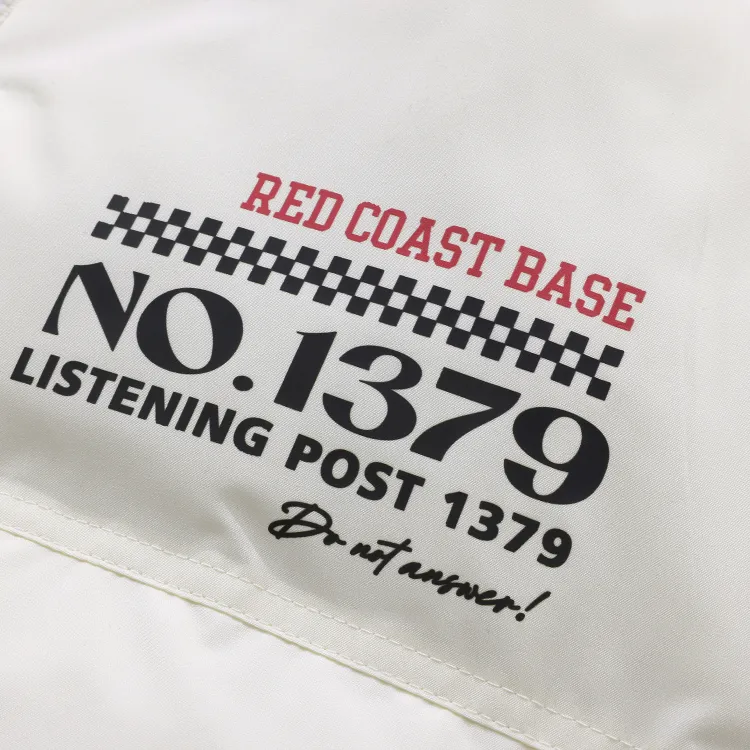 RED COAST BASE
NO.1379
LISTENING POST 1379
Do not answer!